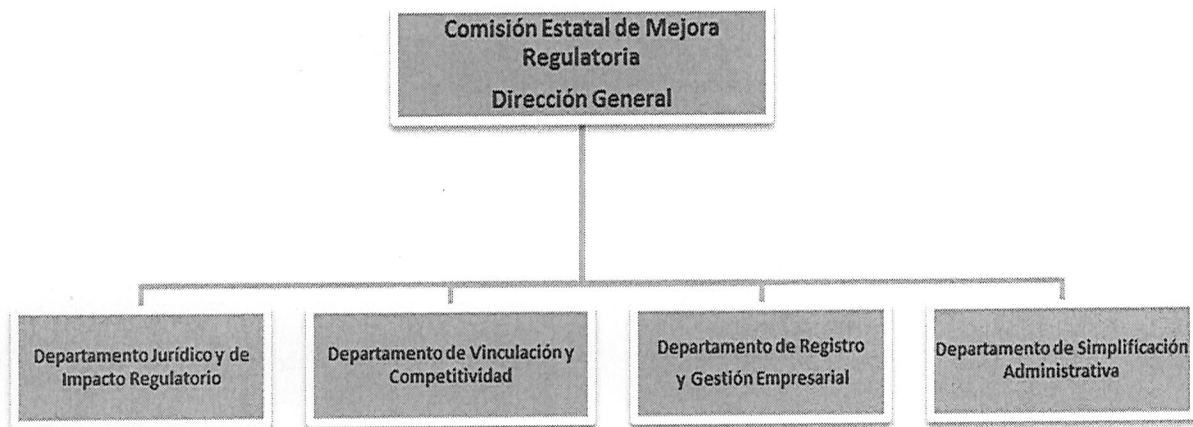 Comisión Estatal de Mejora
Regulatoria
Dirección General
Departamento Jurídico y de
Impacto Regulatorio
Departamento de Vinculación y
Competitividad
Departamento de Registro
y Gestión Empresarial
Departamento de Simplificación
Administrativa